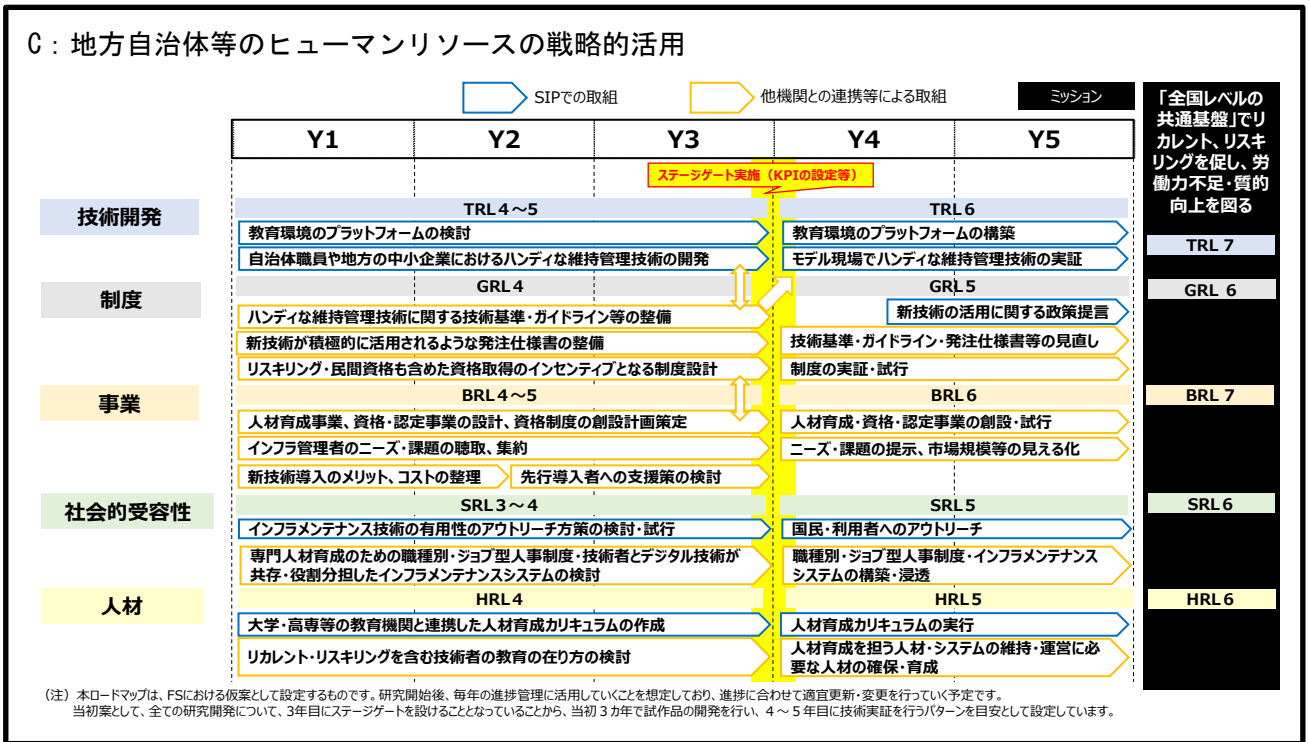 C：地方自治体等のヒューマンリソースの戦略的活用
SIPでの取組
他機関との連携等による取組
ミッション
「全国レベルの
共通基盤」でリ
カレント、リスキ
リングを促し、労
働力不足・質的
向上を図る
Y1
Y2
Y3
Y4
Y5
ステージゲート実施（KPIの設定等）
技術開発
TRL４～5
TRL６
TRL 7
教育環境のプラットフォームの検討
教育環境のプラットフォームの構築
自治体職員や地方の中小企業におけるハンディな維持管理技術の開発
モデル現場でハンディな維持管理技術の実証
制度
GRL４
GRL５
GRL 6
ハンディな維持管理技術に関する技術基準・ガイドライン等の整備
新技術の活用に関する政策提言
新技術が積極的に活用されるような発注仕様書の整備
技術基準・ガイドライン・発注仕様書等の見直し
リスキリング・民間資格も含めた資格取得のインセンティブとなる制度設計
制度の実証・試行
事業
BRL４～5
BRL６
BRL 7
人材育成事業、資格・認定事業の設計、資格制度の創設計画策定
人材育成・資格・認定事業の創設・試行
インフラ管理者のニーズ・課題の聴取、集約
ニーズ・課題の提示、市場規模等の見える化
新技術導入のメリット、コストの整理
先行導入者への支援策の検討
社会的受容性
SRL３～４
SRL５
SRL６
インフラメンテナンス技術の有用性のアウトリーチ方策の検討・試行
国民・利用者へのアウトリーチ
専門人材育成のための職種別・ジョブ型人事制度・技術者とデジタル技術が
共存・役割分担したインフラメンテナンスシステムの検討
職種別・ジョブ型人事制度・インフラメンテナンス
システムの構築・浸透
人材
HRL４
HRL５
HRL６
大学・高専等の教育機関と連携した人材育成カリキュラムの作成
人材育成カリキュラムの実行
リカレント・リスキリングを含む技術者の教育の在り方の検討
人材育成を担う人材・システムの維持・運営に必
要な人材の確保・育成
（注）本ロードマップは、FSにおける仮案として設定するものです。研究開始後、毎年の進捗管理に活用していくことを想定しており、進捗に合わせて適宜更新・変更を行っていく予定です。
当初案として、全ての研究開発について、3年目にステージゲートを設けることとなっていることから、当初３カ年で試作品の開発を行い、４～５年目に技術実証を行うパターンを目安として設定しています。